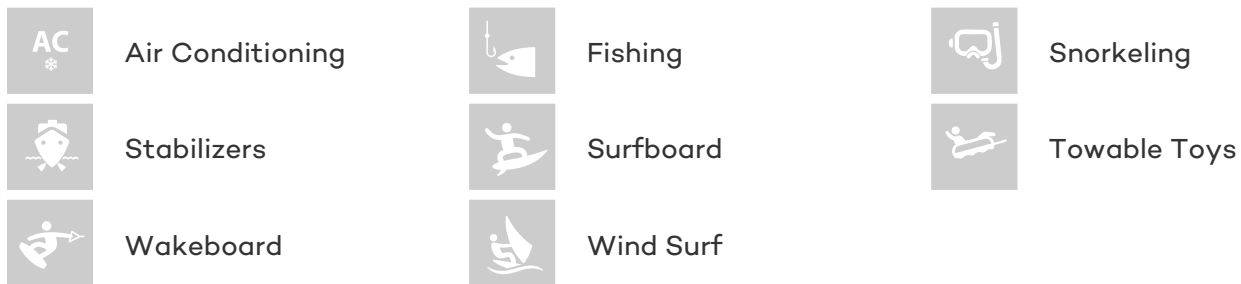 AC
Air Conditioning
Fishing
Snorkeling
Stabilizers
Surfboard
Towable Toys
Wakeboard
Wind Surf